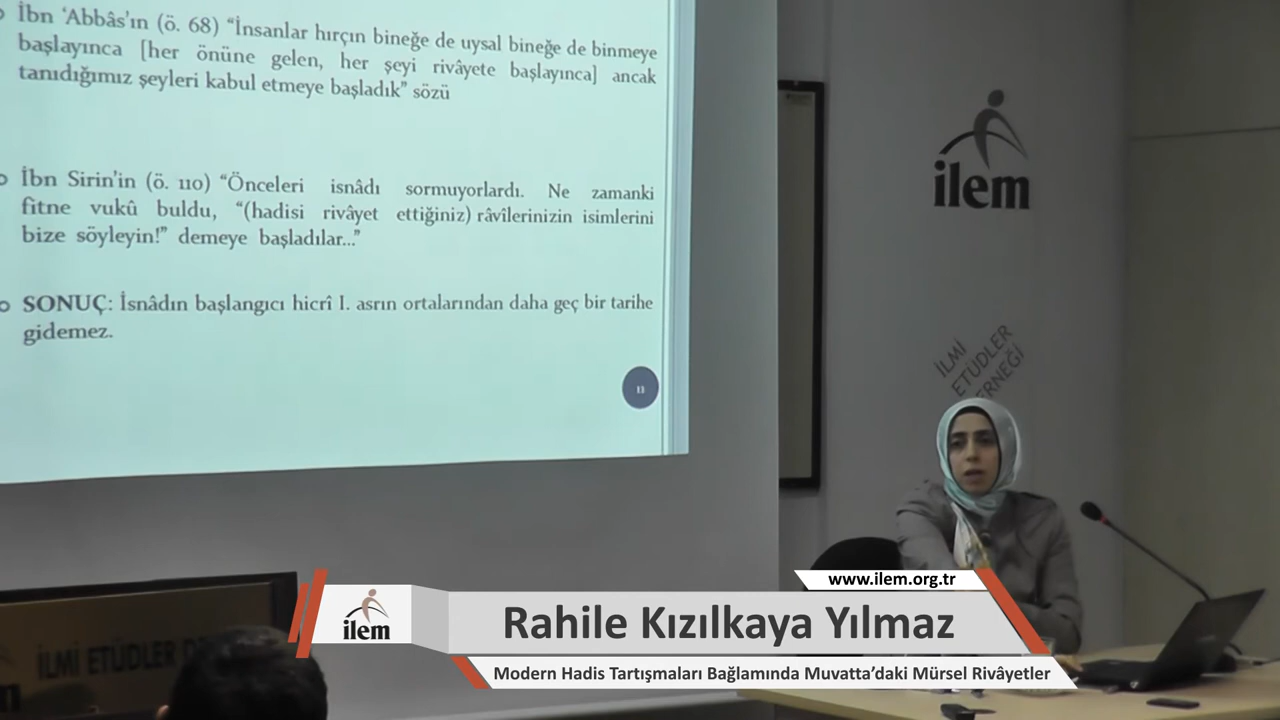 İbn ‘Abbâs’ın (ö. 68) “İnsanlar hırçın bineğe de uysal bineğe de binmeye
başlayınca [her önüne gelen, her şeyi rivâyete başlayınca] ancak
tanıdığımız şeyleri kabul etmeye başladık” sözü
İbn Sirin’in (ö. 110) “Önceleri isnâdı sormuyorlardı. Ne zamanki
fitne vukû buldu, “(hadisi rivâyet ettiğiniz) râvîlerinizin isimlerini
bize söyleyin!” demeye başladılar...”
SONUÇ: İsnâdın başlangıcı hicrî I. asrın ortalarından daha geç bir tarihe
gidemez.
13
ilem
İLMİ
ETÜDLER
ERNEĞİ
www.ilem.org.tr
ilem
Rahile Kızılkaya Yılmaz
Modern Hadis Tartışmaları Bağlamında Muvatta’daki Mürsel Rivâyetler
İLMİ ETÜDLER D